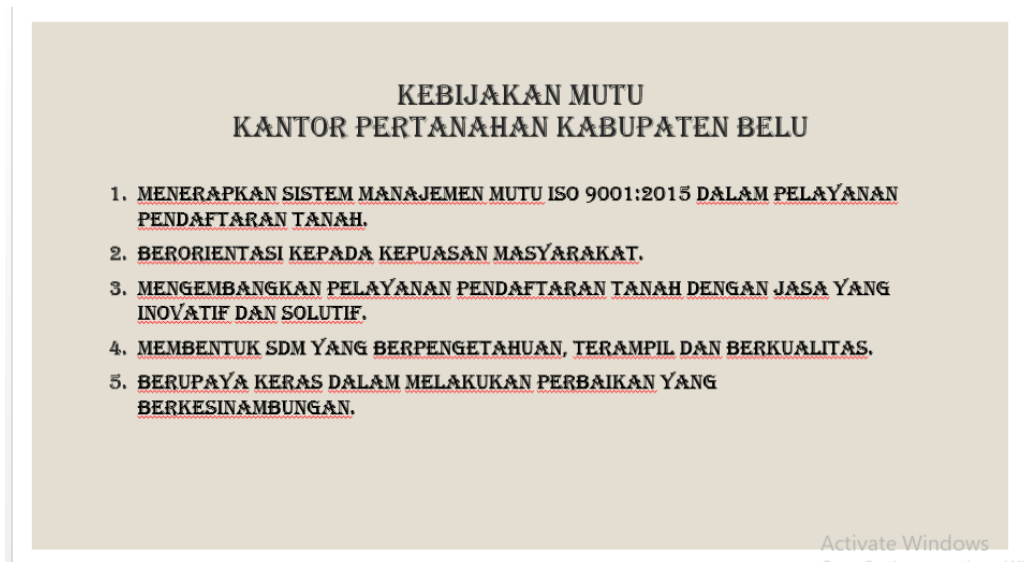 KEBIJAKAN MUTU
KANTOR PERTANAHAN KABUPATEN BELU
1. MENERAPKAN SISTEM MANAJEMEN MUTU ISO 9001:2015 DALAM PELAYANAN
PENDAFTARAN TANAH.
2. BERORIENTASI KEPADA KEPUASAN MASYARAKAT.
3. MENGEMBANGKAN PELAYANAN PENDAFTARAN TANAH DENGAN JASA YANG
INOVATIF DAN SOLUTIF.
4. MEMBENTUK SDM YANG BERPENGETAHUAN, TERAMPIL DAN BERKUALITAS.
5. BERUPAYA KERAS DALAM MELAKUKAN PERBAIKAN YANG
BERKESINAMBUNGAN.
Activate Windows